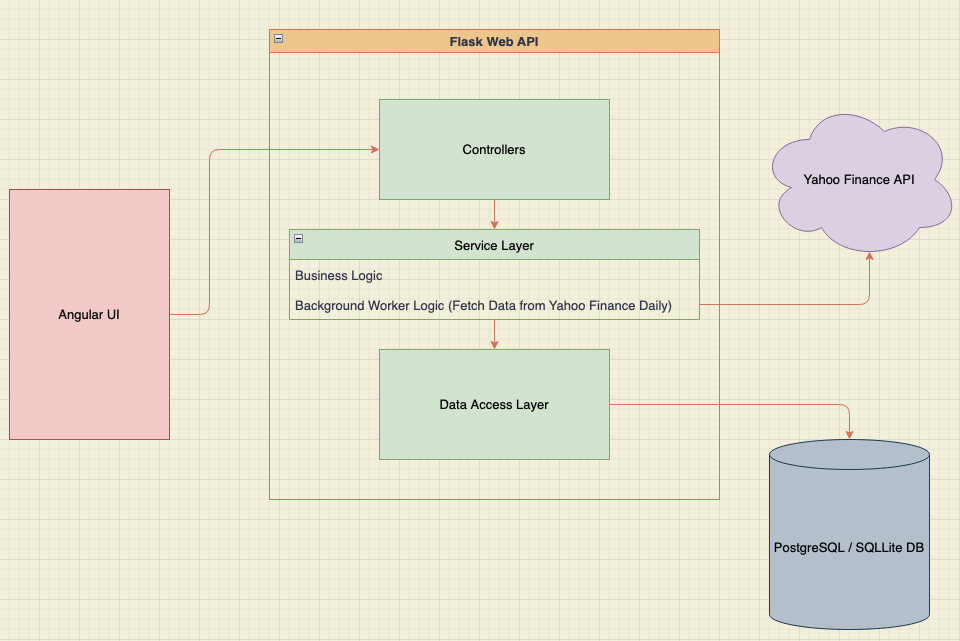 Flask Web API
Controllers
Yahoo Finance API
Service Layer
Business Logic
Background Worker Logic (Fetch Data from Yahoo Finance Daily)
Angular UI
Data Access Layer
PostgreSQL / SQLLite DB